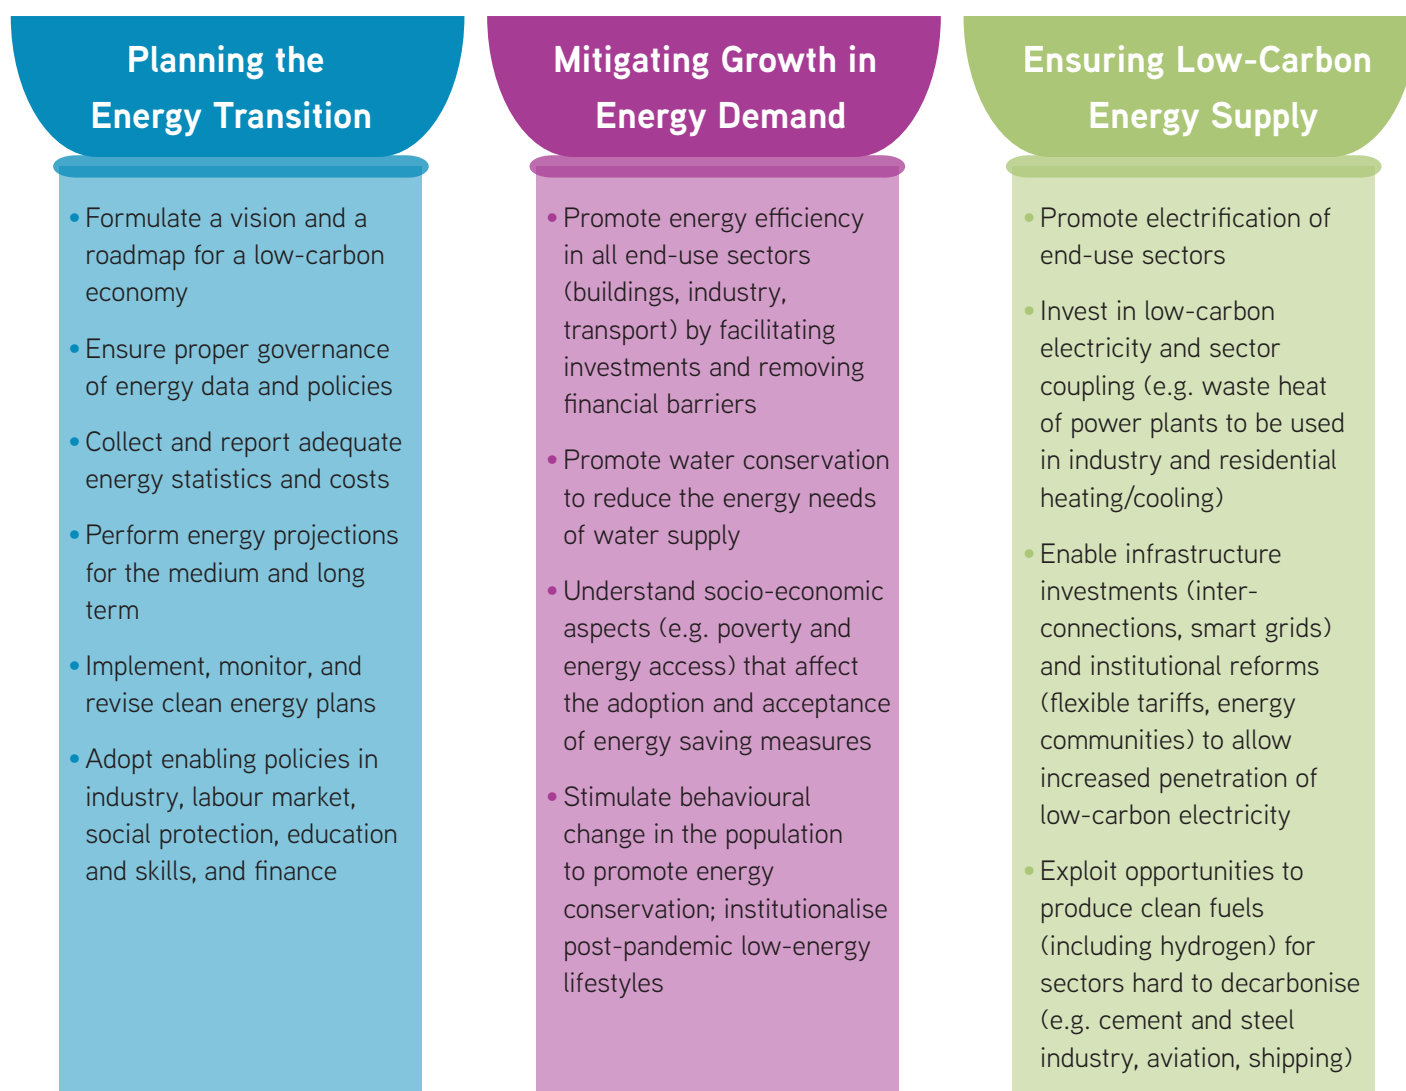 Planning the
Energy Transition
• Formulate a vision and a
roadmap for a low-carbon
economy
• Ensure proper governance
of energy data and policies
• Collect and report adequate
energy statistics and costs
• Perform energy projections
for the medium and long
term
• Implement, monitor, and
revise clean energy plans
• Adopt enabling policies in
industry, labour market,
social protection, education
and skills, and finance
Mitigating Growth in
Energy Demand
• Promote energy efficiency
in all end-use sectors
(buildings, industry,
transport) by facilitating
investments and removing
financial barriers
• Promote water conservation
to reduce the energy needs
of water supply
• Understand socio-economic
aspects (e.g. poverty and
energy access) that affect
the adoption and acceptance
of energy saving measures
• Stimulate behavioural
change in the population
to promote energy
conservation; institutionalise
post-pandemic low-energy
lifestyles
Ensuring Low-Carbon
Energy Supply
• Promote electrification of
end-use sectors
• Invest in low-carbon
electricity and sector
coupling (e.g. waste heat
of power plants to be used
in industry and residential
heating/cooling)
• Enable infrastructure
investments (inter-
connections, smart grids)
and institutional reforms
(flexible tariffs, energy
communities) to allow
increased penetration of
low-carbon electricity
• Exploit opportunities to
produce clean fuels
(including hydrogen) for
sectors hard to decarbonise
(e.g. cement and steel
industry, aviation, shipping)